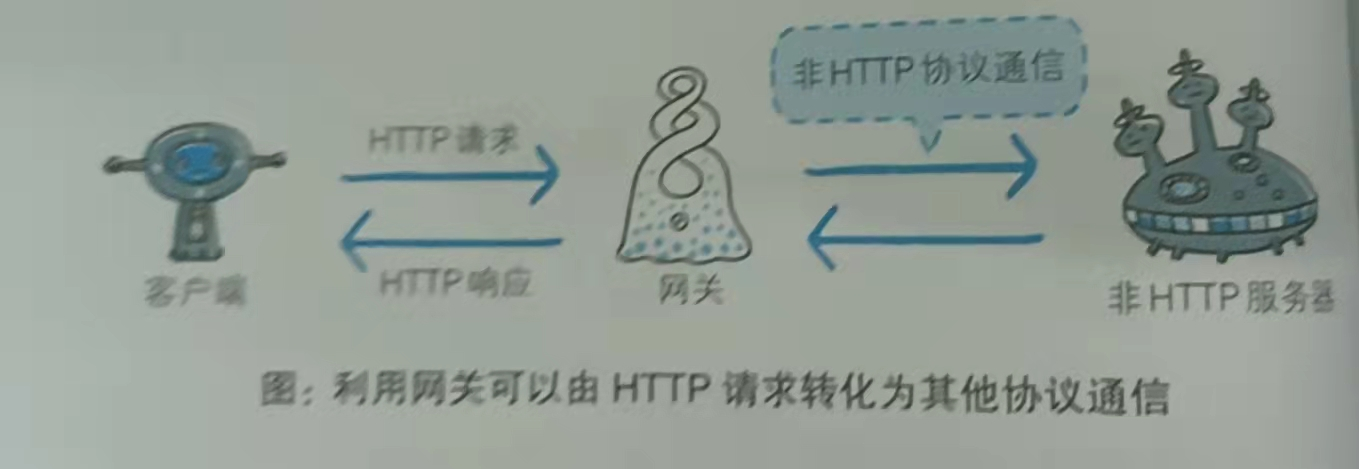 非HTTP协议通信
HTTP请求
HTTP响应
客户端
网关
非HTTP服务器
图：利用网关可以由 HTTP 请求转化为其他协议通信